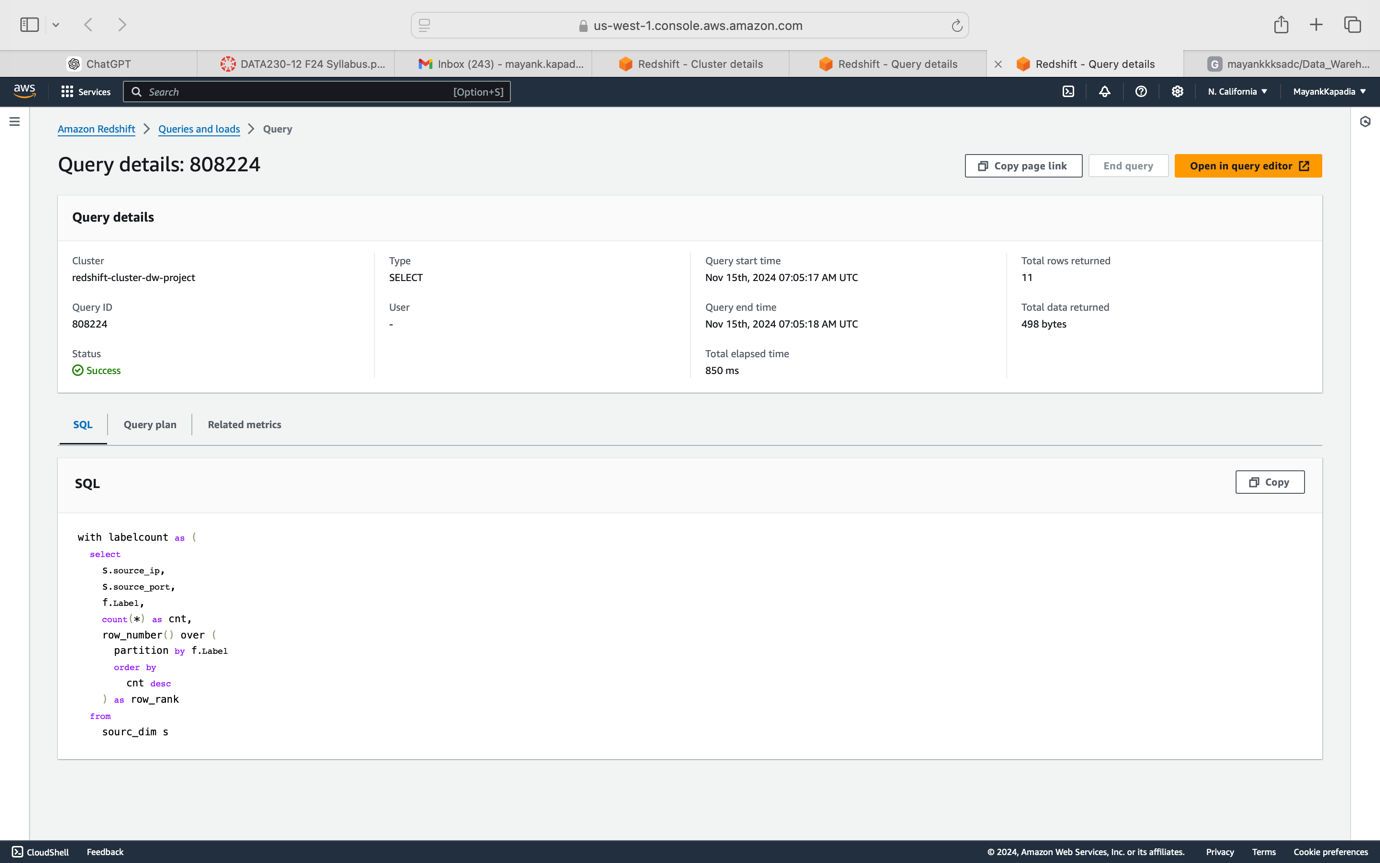 us-west-1.console.aws.amazon.com
ChatGPT
DATA230-12 F24 Syllabus.p...
Inbox (243) - mayank.kapad...
Redshift - Cluster details
Redshift - Query details
Redshift - Query details
G mayankkksadc/Data_Wareh...
aws
Services
Search
[Option+S]
N. California
MayankKapadia
Amazon Redshift
Queries and loads
Query
Query details: 808224
Copy page link
End query
Open in query editor
Query details
Cluster
redshift-cluster-dw-project
Query ID
808224
Status
Success
Type
SELECT
User
-
Query start time
Nov 15th, 2024 07:05:17 AM UTC
Query end time
Nov 15th, 2024 07:05:18 AM UTC
Total elapsed time
850 ms
Total rows returned
11
Total data returned
498 bytes
SQL
Query plan
Related metrics
SQL
Copy
with labelcount as (
select
s.source_ip,
s.source_port,
f.Label,
count(*) as cnt,
row_number() over (
partition by f.Label
order by
cnt desc
) as row_rank
from
sourc_dim s
CloudShell
Feedback
© 2024, Amazon Web Services, Inc. or its affiliates.
Privacy
Terms
Cookie preferences